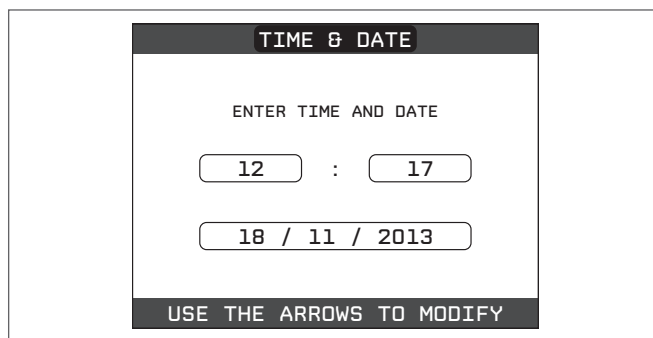 TIME & DATE
ENTER TIME AND DATE
12 : 17
18 / 11 / 2013
USE THE ARROWS TO MODIFY